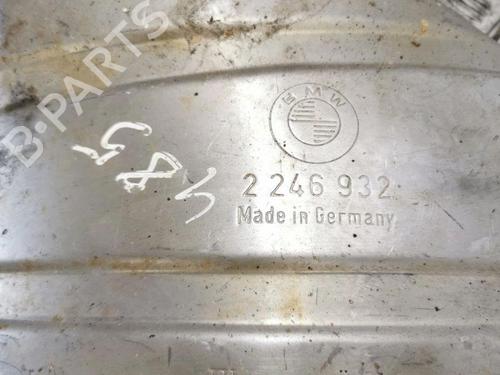 B-PARTS
BMW
2 246 932
Made in Germany